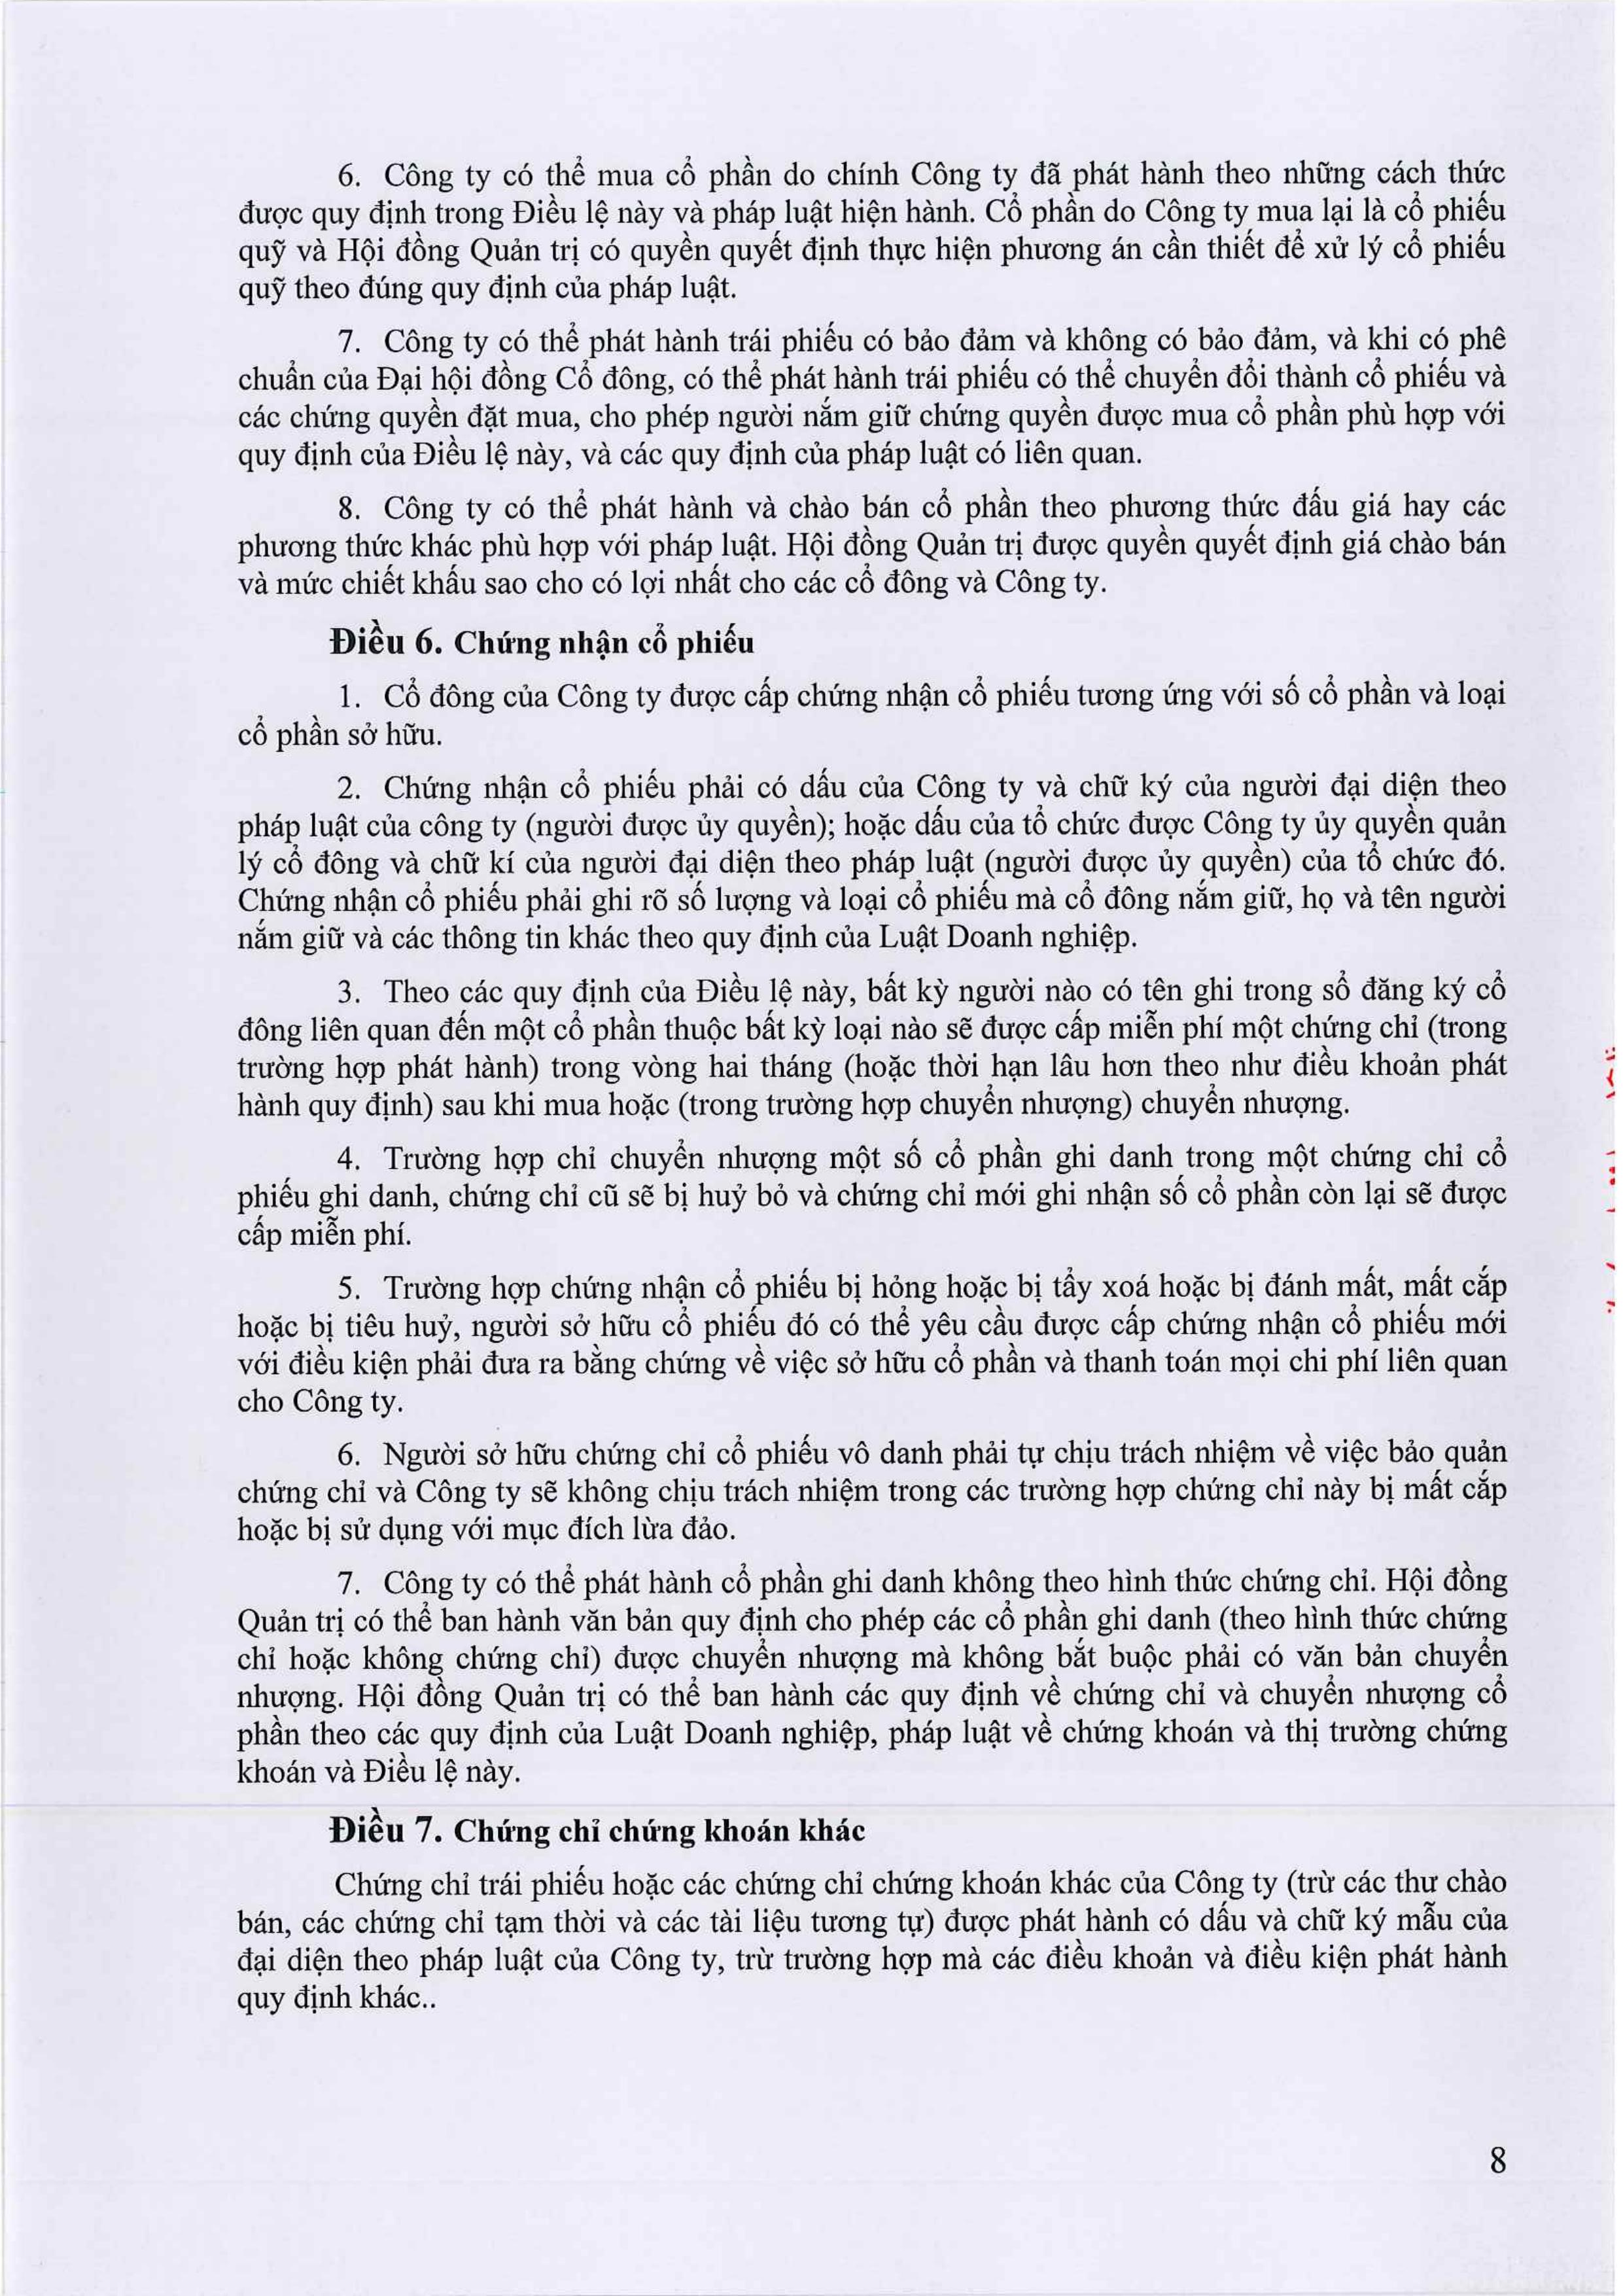 6. Công ty có thể mua cổ phần do chính Công ty đã phát hành theo những cách thức
được quy định trong Điều lệ này và pháp luật hiện hành. Cổ phần do Công ty mua lại là cổ phiếu
quỹ và Hội đồng Quản trị có quyền quyết định thực hiện phương án cần thiết để xử lý cổ phiếu
quỹ theo đúng quy định của pháp luật.
7. Công ty có thể phát hành trái phiếu có bảo đảm và không có bảo đảm, và khi có phê
chuẩn của Đại hội đồng Cổ đông, có thể phát hành trái phiếu có thể chuyển đổi thành cổ phiếu và
các chứng quyền đặt mua, cho phép người nắm giữ chứng quyền được mua cổ phần phù hợp với
quy định của Điều lệ này, và các quy định của pháp luật có liên quan.
8. Công ty có thể phát hành và chào bán cổ phần theo phương thức đấu giá hay các
phương thức khác phù hợp với pháp luật. Hội đồng Quản trị được quyền quyết định giá chào bán
và mức chiết khấu sao cho có lợi nhất cho các cổ đông và Công ty.
Điều 6. Chứng nhận cổ phiếu
1. Cổ đông của Công ty được cấp chứng nhận cổ phiếu tương ứng với số cổ phần và loại
cổ phần sở hữu.
2. Chứng nhận cổ phiếu phải có dấu của Công ty và chữ ký của người đại diện theo
pháp luật của công ty (người được ủy quyền); hoặc dấu của tổ chức được Công ty ủy quyền quản
lý cổ đông và chữ kí của người đại diện theo pháp luật (người được ủy quyền) của tổ chức đó.
Chứng nhận cổ phiếu phải ghi rõ số lượng và loại cổ phiếu mà cổ đông nắm giữ, họ và tên người
nắm giữ và các thông tin khác theo quy định của Luật Doanh nghiệp.
3. Theo các quy định của Điều lệ này, bất kỳ người nào có tên ghi trong sổ đăng ký cổ
đông liên quan đến một cổ phần thuộc bất kỳ loại nào sẽ được cấp miễn phí một chứng chỉ (trong
trường hợp phát hành) trong vòng hai tháng (hoặc thời hạn lâu hơn theo như điều khoản phát
hành quy định) sau khi mua hoặc (trong trường hợp chuyển nhượng) chuyển nhượng.
4. Trường hợp chỉ chuyển nhượng một số cổ phần ghi danh trong một chứng chỉ cổ
phiếu ghi danh, chứng chỉ cũ sẽ bị huỷ bỏ và chứng chỉ mới ghi nhận số cổ phần còn lại sẽ được
cấp miễn phí.
5. Trường hợp chứng nhận cổ phiếu bị hỏng hoặc bị tẩy xoá hoặc bị đánh mất, mất cắp
hoặc bị tiêu huỷ, người sở hữu cổ phiếu đó có thể yêu cầu được cấp chứng nhận cổ phiếu mới
với điều kiện phải đưa ra bằng chứng về việc sở hữu cổ phần và thanh toán mọi chi phí liên quan
cho Công ty.
6. Người sở hữu chứng chỉ cổ phiếu vô danh phải tự chịu trách nhiệm về việc bảo quản
chứng chỉ và Công ty sẽ không chịu trách nhiệm trong các trường hợp chứng chỉ này bị mất cắp
hoặc bị sử dụng với mục đích lừa đảo.
7. Công ty có thể phát hành cổ phần ghi danh không theo hình thức chứng chỉ. Hội đồng
Quản trị có thể ban hành văn bản quy định cho phép các cổ phần ghi danh (theo hình thức chứng
chỉ hoặc không chứng chỉ) được chuyển nhượng mà không bắt buộc phải có văn bản chuyển
nhượng. Hội đồng Quản trị có thể ban hành các quy định về chứng chỉ và chuyển nhượng cổ
phần theo các quy định của Luật Doanh nghiệp, pháp luật về chứng khoán và thị trường chứng
khoán và Điều lệ này.
Điều 7. Chứng chỉ chứng khoán khác
Chứng chỉ trái phiếu hoặc các chứng chỉ chứng khoán khác của Công ty (trừ các thư chào
bán, các chứng chỉ tạm thời và các tài liệu tương tự) được phát hành có dấu và chữ ký mẫu của
đại diện theo pháp luật của Công ty, trừ trường hợp mà các điều khoản và điều kiện phát hành
quy định khác..
8